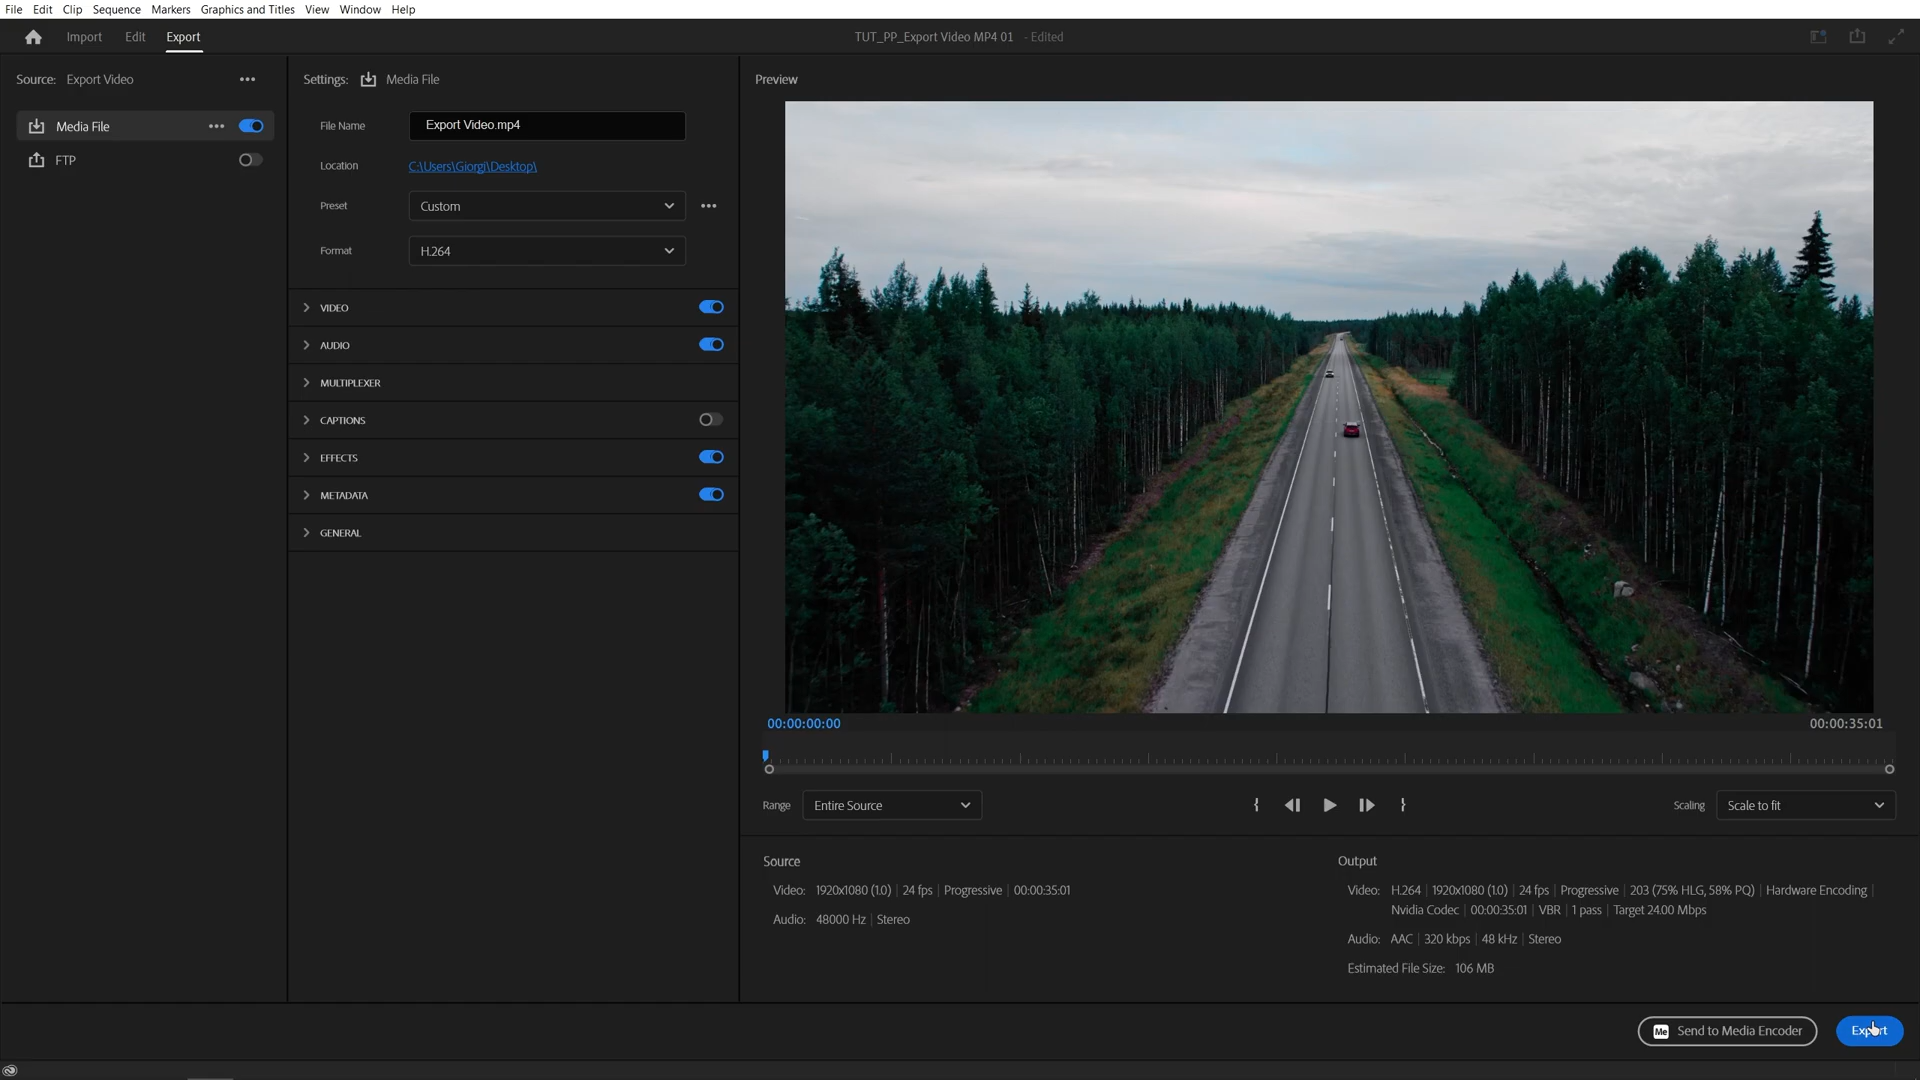 File Edit Clip Sequence Markers Graphics and Titles View Window Help
Import Edit Export
TUT_PP_Export Video MP4 01 - Edited
Source: Export Video
Media File
FTP
Settings: Media File
File Name Export Video.mp4
Location C:\Users\Giorgi\Desktop\
Preset Custom
Format H.264
VIDEO
AUDIO
MULTIPLEXER
CAPTIONS
EFFECTS
METADATA
GENERAL
Preview
00:00:00:00 00:00:35:01
Range Entire Source
Scaling Scale to fit
Source
Video: 1920x1080 (1.0) | 24 fps | Progressive | 00:00:35:01
Audio: 48000 Hz | Stereo
Output
Video: H.264 | 1920x1080 (1.0) | 24 fps | Progressive | 203 (75% HLG, 58% PQ) | Hardware Encoding |
Nvidia Codec | 00:00:35:01 | VBR | 1 pass | Target 24.00 Mbps
Audio: AAC | 320 kbps | 48 kHz | Stereo
Estimated File Size: 106 MB
Me Send to Media Encoder
Export